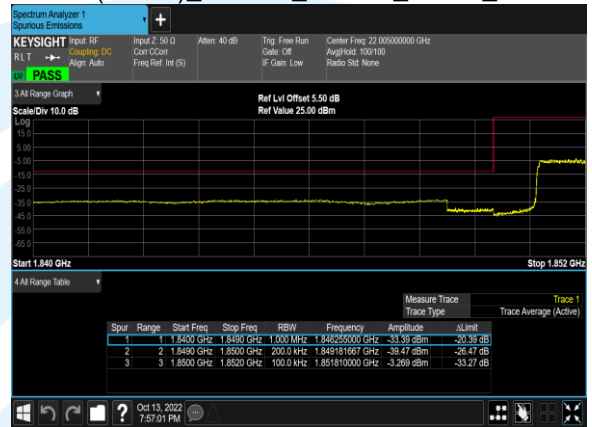 Spectrum Analyzer 1
Spurious Emissions
+
KEYSIGHT Input: RF Input Z: 50 Ω Atten: 40 dB Trig: Free Run Center Freq: 22.005000000 GHz
RLT Coupling: DC Corr CCorr Gate: Off Avg|Hold: 100/100
Align: Auto Freq Ref: Int (S) IF Gain: Low Radio Std: None
LW PASS
3 All Range Graph Ref Lvl Offset 5.50 dB
Scale/Div 10.0 dB Ref Value 25.00 dBm
Log
15.0
5.00
-5.00
-15.0
-25.0
-35.0
-45.0
-55.0
-65.0
Start 1.840 GHz Stop 1.852 GHz
4 All Range Table
Measure Trace Trace 1
Trace Type Trace Average (Active)
Spur Range Start Freq Stop Freq RBW Frequency Amplitude ΔLimit
1 1 1.8400 GHz 1.8490 GHz 1.000 MHz 1.846255000 GHz -33.39 dBm -20.39 dB
2 2 1.8490 GHz 1.8500 GHz 200.0 kHz 1.849181667 GHz -39.47 dBm -26.47 dB
3 3 1.8500 GHz 1.8520 GHz 100.0 kHz 1.851810000 GHz -3.269 dBm -33.27 dB
? Oct 13, 2022
7:57:01 PM